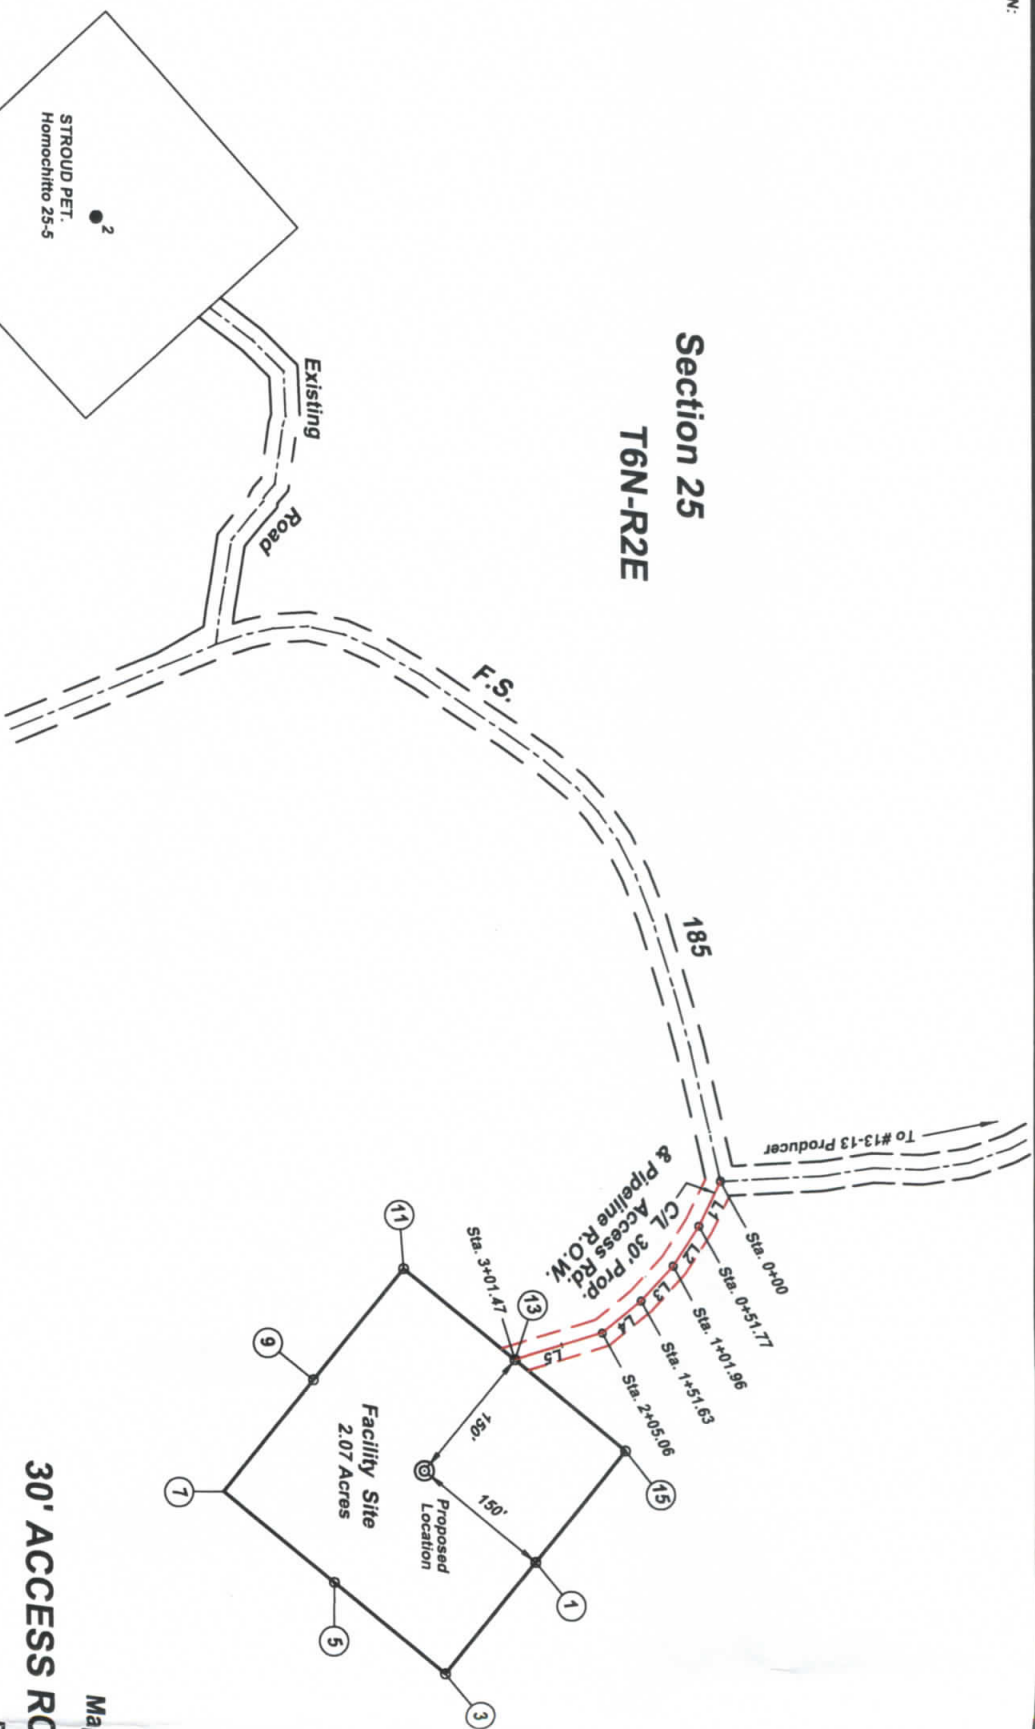 N:
Section 25
T6N-R2E
STROUD PET.
Homochitto 25-5
2
Existing
Road
F.S.
185
To #13-13 Producer
C/L 30' Prop.
Access Rd.
& Pipeline R.O.W.
L1
L2
L3
L4
L5
Sta. 0+00
Sta. 0+51.77
Sta. 1+01.96
Sta. 1+51.63
Sta. 2+05.06
Sta. 3+01.47
13
15
1
3
5
7
9
11
150'
150'
Proposed
Location
Facility Site
2.07 Acres
30' ACCESS RO
Ma